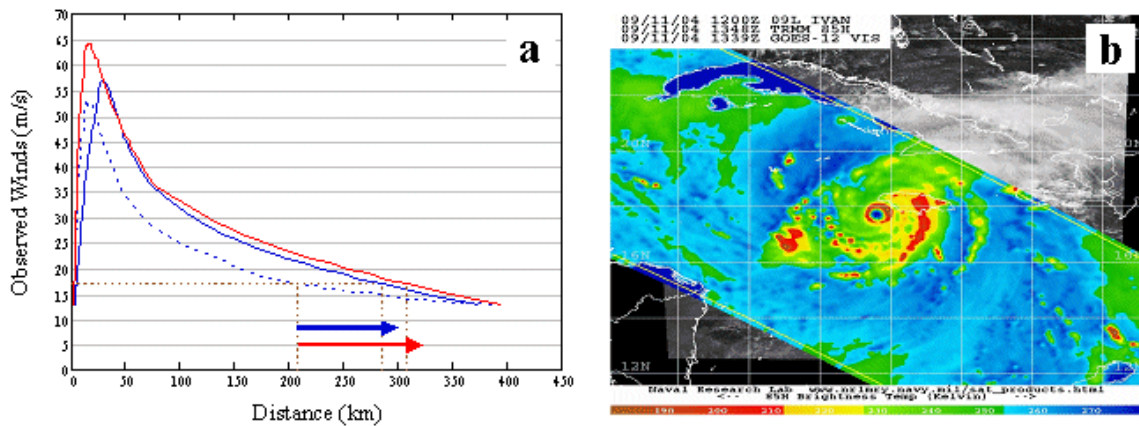 a
70
65
60
55
50
45
40
35
30
25
20
15
10
5
0
Observed Winds (m/s)
0 50 100 150 200 250 300 350 400 450
Distance (km)
09/11/04 1200Z 09L IVAN
09/11/04 1348Z TRMM 85H
09/11/04 1339Z GOES-12 VIS
b
20N
20N
16N
16N
12N
Naval Research Lab www.nrlmry.navy.mil/sat_products.html
<-- 85H Brightness Temp (Kelvin) -->
190 200 210 220 230 240 250 260 270